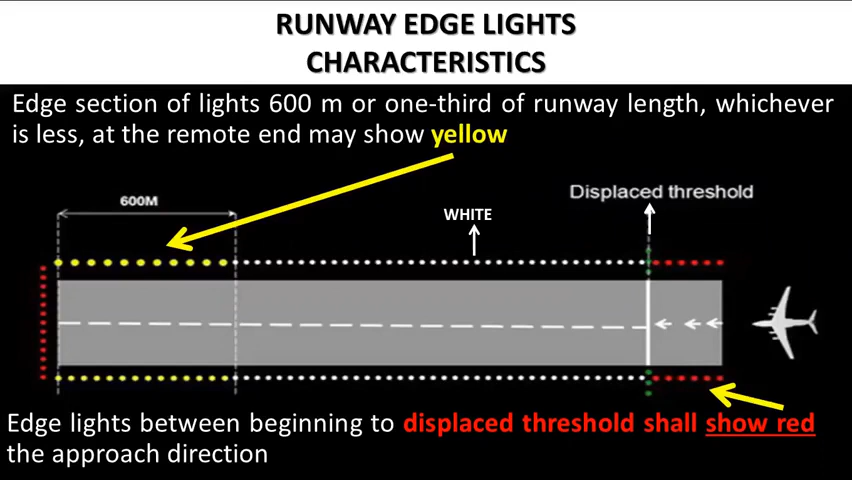 RUNWAY EDGE LIGHTS
CHARACTERISTICS
Edge section of lights 600 m or one-third of runway length, whichever
is less, at the remote end may show yellow
Displaced threshold
600M
WHITE
Edge lights between beginning to displaced threshold shall show red
the approach direction